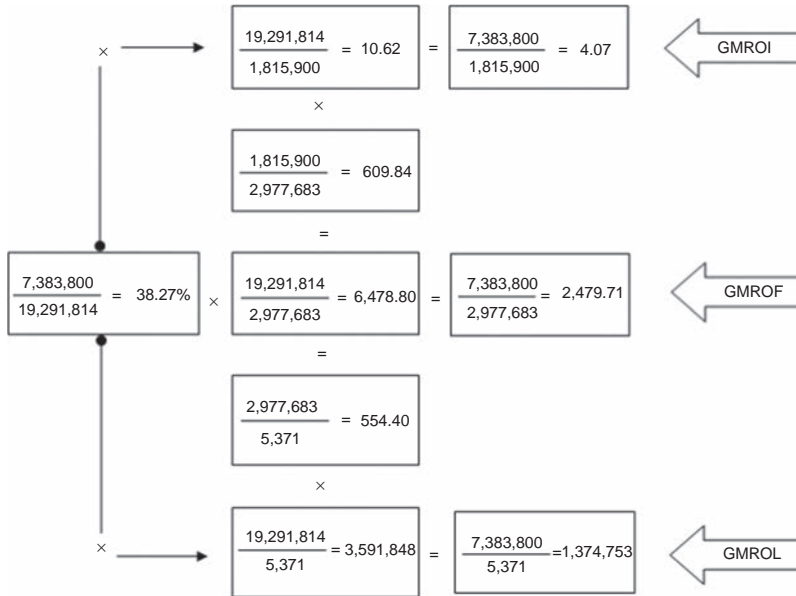 × 19,291,814 / 1,815,900 = 10.62 = 7,383,800 / 1,815,900 = 4.07 GMROI
×
1,815,900 / 2,977,683 = 609.84
=
7,383,800 / 19,291,814 = 38.27% × 19,291,814 / 2,977,683 = 6,478.80 = 7,383,800 / 2,977,683 = 2,479.71 GMROF
=
2,977,683 / 5,371 = 554.40
×
× 19,291,814 / 5,371 = 3,591,848 = 7,383,800 / 5,371 =1,374,753 GMROL